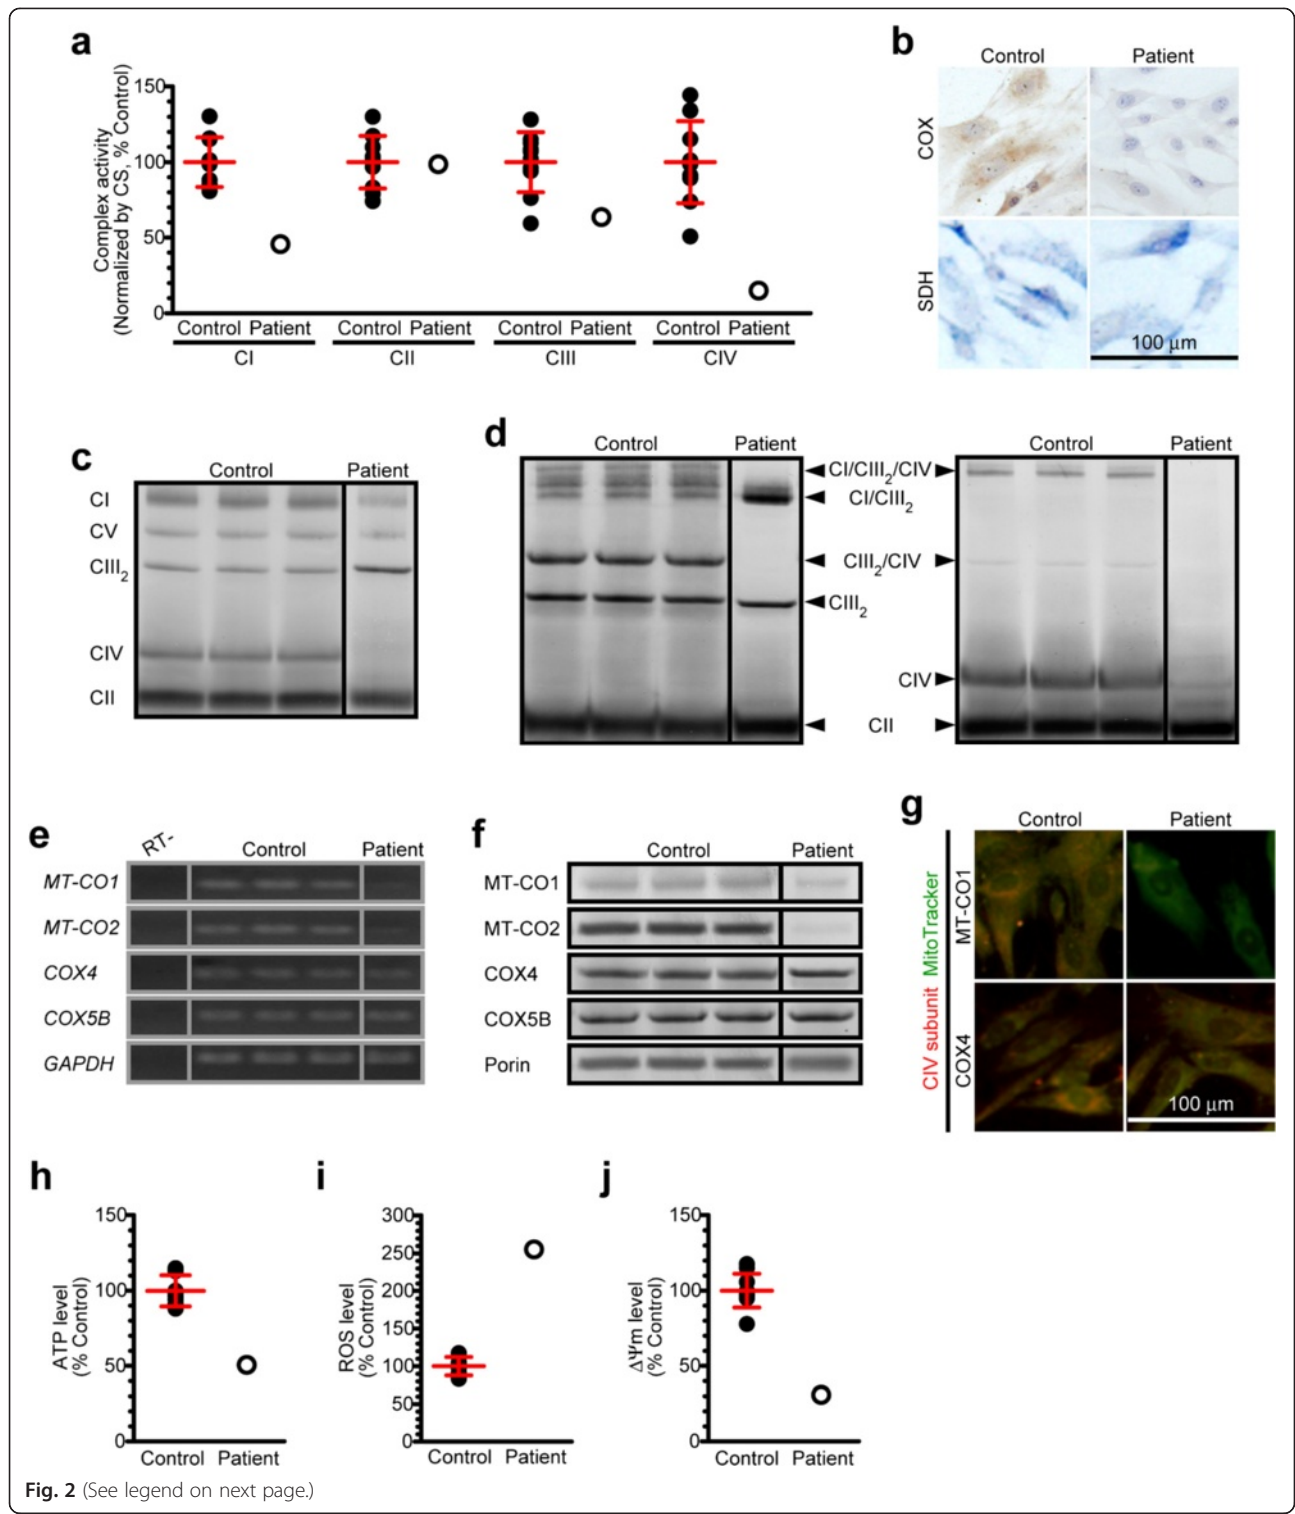 a
Complex activity
(Normalized by CS, % Control)
150
100
50
0
Control Patient
Control Patient
Control Patient
Control Patient
CI
CII
CIII
CIV
b
Control
Patient
COX
SDH
100 µm
c
Control
Patient
CI
CV
CIII2
CIV
CII
d
Control
Patient
Control
Patient
CI/CIII2/CIV
CI/CIII2
CIII2/CIV
CIII2
CIV
CII
e
RT-
Control
Patient
MT-CO1
MT-CO2
COX4
COX5B
GAPDH
f
Control
Patient
MT-CO1
MT-CO2
COX4
COX5B
Porin
g
Control
Patient
CIV subunit MitoTracker
MT-CO1
COX4
100 µm
h
ATP level
(% Control)
150
100
50
0
Control Patient
i
ROS level
(% Control)
300
250
200
150
100
50
0
Control Patient
j
ΔΨm level
(% Control)
150
100
50
0
Control Patient
Fig. 2 (See legend on next page.)